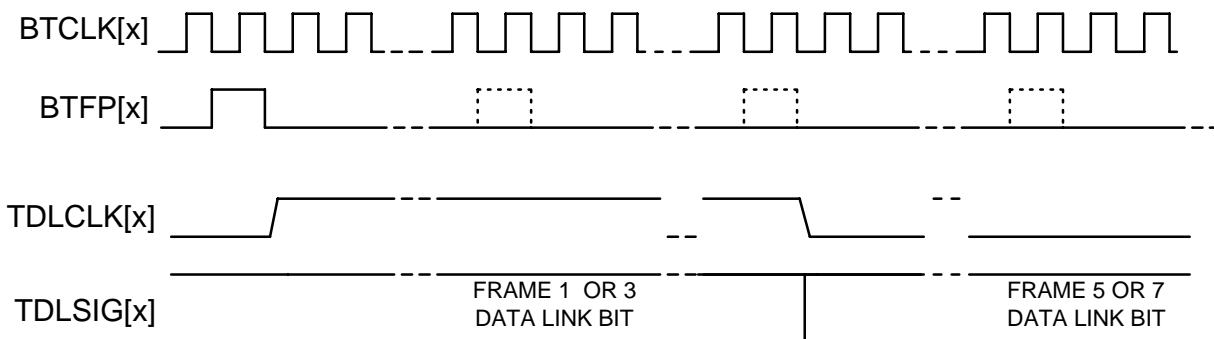 BTCLK[x]
BTFP[x]
TDLCLK[x]
TDLSIG[x]
FRAME 1 OR 3
DATA LINK BIT
FRAME 5 OR 7
DATA LINK BIT